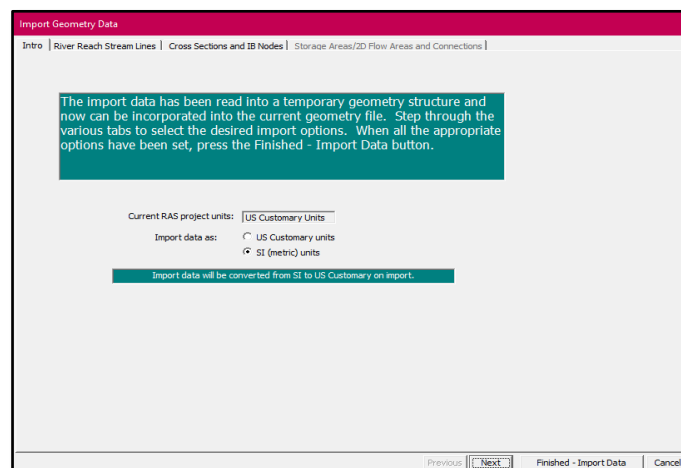 Import Geometry Data
Intro River Reach Stream Lines Cross Sections and IB Nodes Storage Areas/2D Flow Areas and Connections
The import data has been read into a temporary geometry structure and
now can be incorporated into the current geometry file. Step through the
various tabs to select the desired import options. When all the appropriate
options have been set, press the Finished - Import Data button.
Current RAS project units: US Customary Units
Import data as: US Customary units
SI (metric) units
Import data will be converted from SI to US Customary on import.
Previous Next Finished - Import Data Cancel